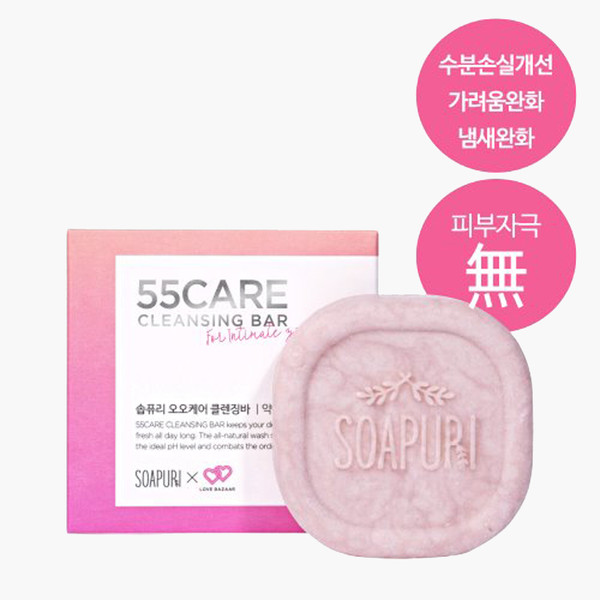 수분손실개선
가려움완화
냄새완화
피부자극
無
55CARE
CLEANSING BAR
For Intimate
솝퓨리 오오케어 클렌징바 | 약
55CARE CLEANSING BAR keeps your
fresh all day long. The all-natural wash
the ideal pH level and combats the
SOAPURI × LOVE BAZAAR
SOAPURI